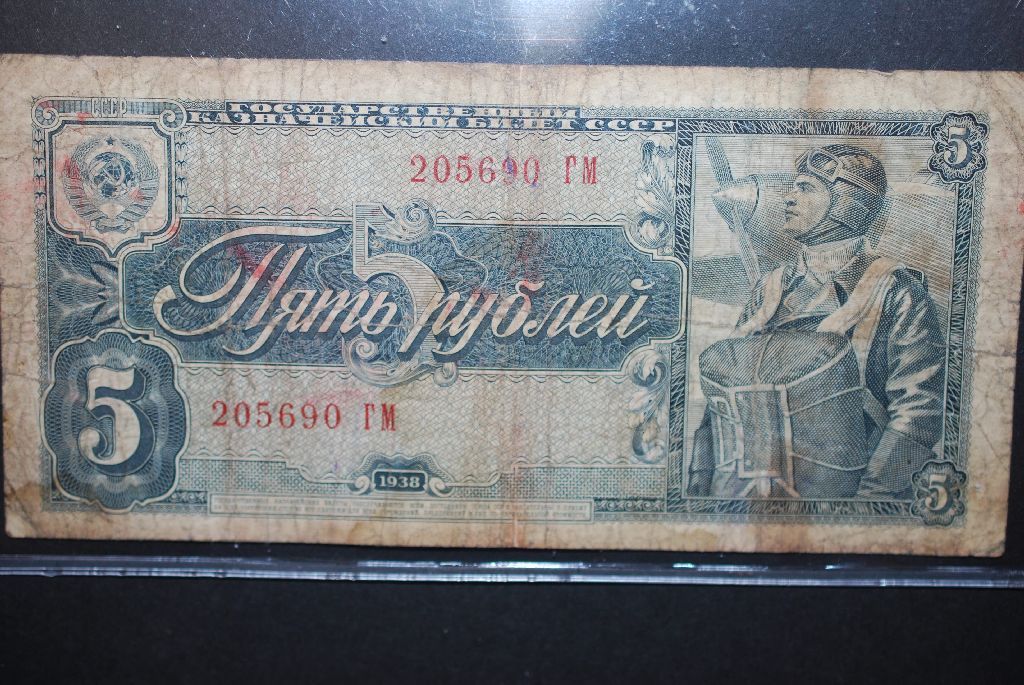 СССР
ГОСУДАРСТВЕННЫЙ
КАЗНАЧЕЙСКИЙ БИЛЕТ СССР
5
205690 ГМ
5
Пять рублей
5
205690 ГМ
1938
5